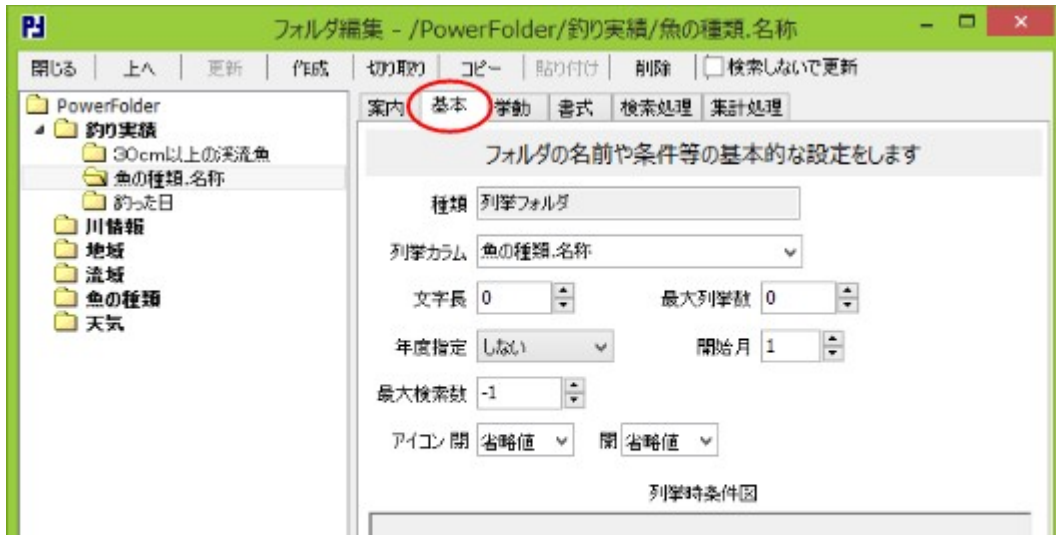 フォルダ編集 - /PowerFolder/釣り実績/魚の種類.名称
閉じる 上へ 更新 作成 切り取り コピー 貼り付け 削除 検索しないで更新
PowerFolder
釣り実績
30cm以上の渓流魚
魚の種類.名称
釣った日
川情報
地域
流域
魚の種類
天気
案内 基本 挙動 書式 検索処理 集計処理
フォルダの名前や条件等の基本的な設定をします
種類 列挙フォルダ
列挙カラム 魚の種類.名称
文字長 0 最大列挙数 0
年度指定 しない 開始月 1
最大検索数 -1
アイコン 閉 省略値 開 省略値
列挙時条件図